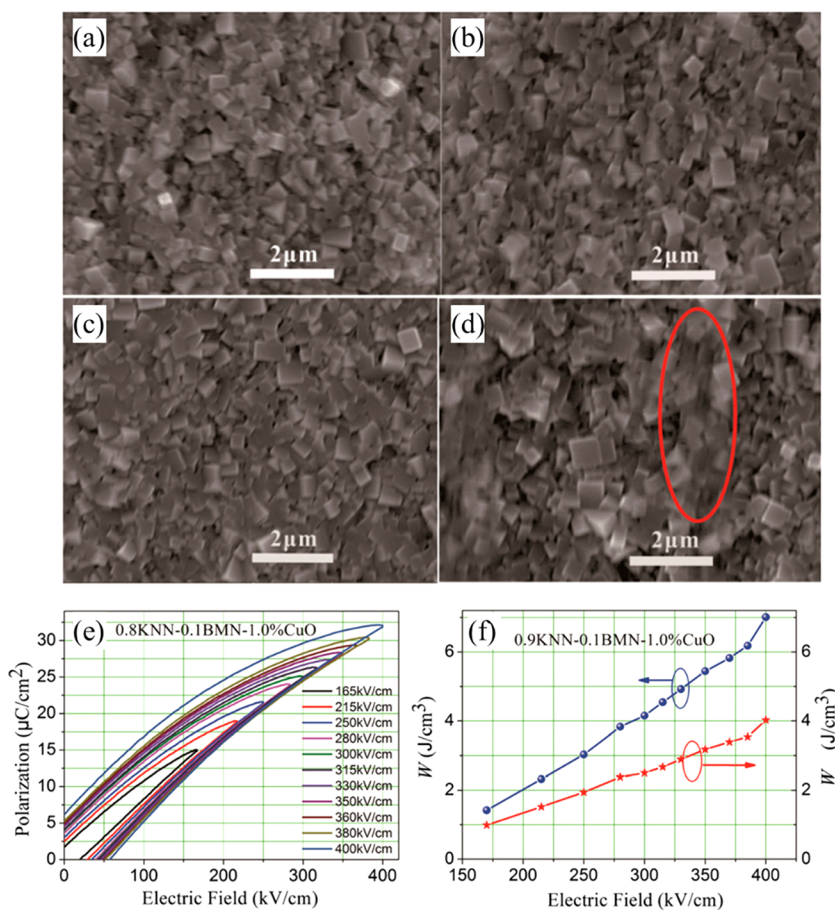 (a)
2μm
(b)
2μm
(c)
2μm
(d)
2μm
(e)
0.8KNN-0.1BMN-1.0%CuO
165kV/cm
215kV/cm
250kV/cm
280kV/cm
300kV/cm
315kV/cm
330kV/cm
350kV/cm
360kV/cm
380kV/cm
400kV/cm
Polarization (μC/cm²)
30
25
20
15
10
5
0
0 100 200 300 400
Electric Field (kV/cm)
(f)
0.9KNN-0.1BMN-1.0%CuO
W (J/cm³)
6
4
2
0
7
6
5
4
3
2
1
0
W (J/cm³)
150 200 250 300 350 400
Electric Field (kV/cm)